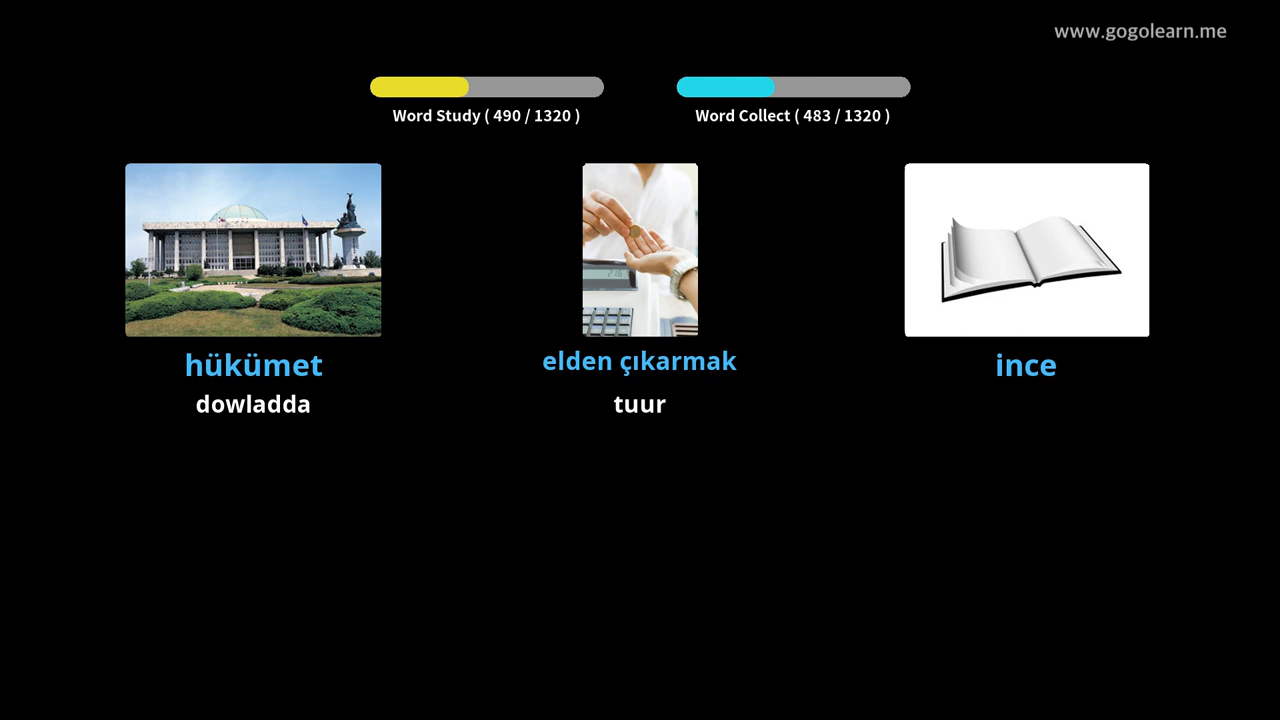 www.gogolearn.me
Word Study ( 490 / 1320 )
Word Collect ( 483 / 1320 )
hükümet
elden çıkarmak
ince
dowladda
tuur